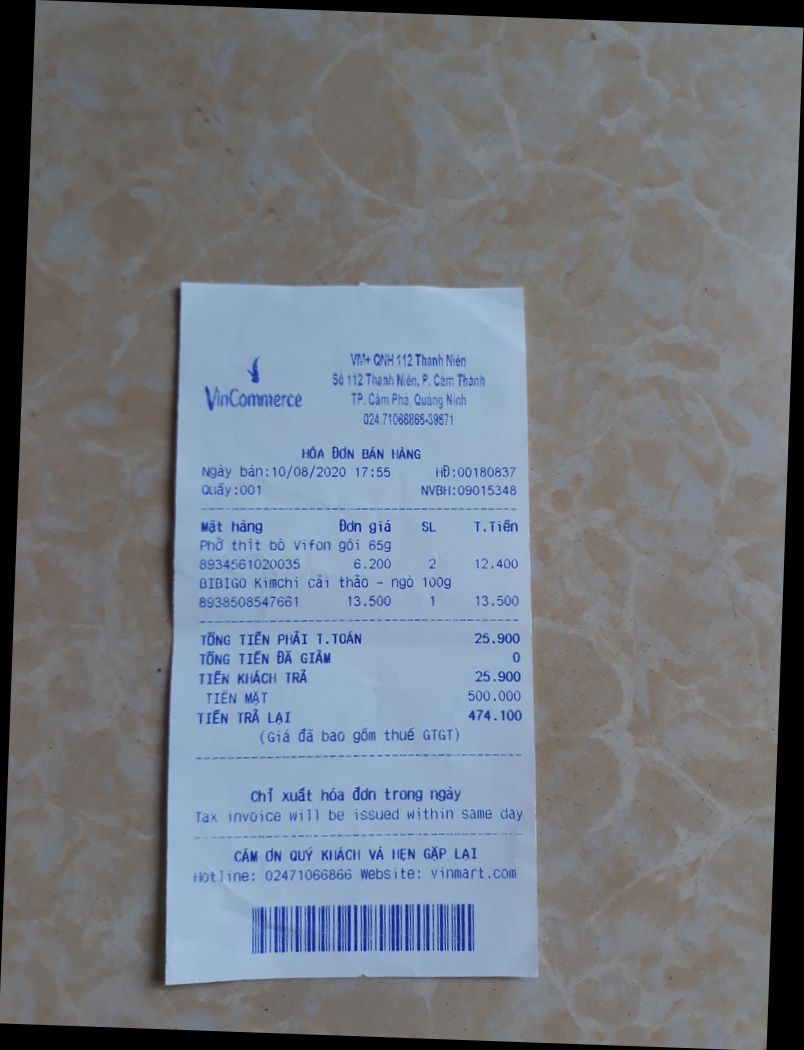 VinCommerce
VM+ QNH 112 Thanh Niên
Số 112 Thanh Niên, P. Cẩm Thành
TP. Cẩm Phả, Quảng Ninh
024.71066866-39671
HÓA ĐƠN BÁN HÀNG
Ngày bán:10/08/2020 17:55 HĐ:00180837
Quầy:001 NVBH:09015348
Mặt hàng Đơn giá SL T.Tiền
Phở thịt bò Vifon gói 65g
8934561020035 6.200 2 12.400
BIBIGO Kimchi cải thảo - ngò 100g
8938508547661 13.500 1 13.500
TỔNG TIỀN PHẢI T.TOÁN 25.900
TỔNG TIỀN ĐÃ GIẢM 0
TIỀN KHÁCH TRẢ 25.900
TIỀN MẶT 500.000
TIỀN TRẢ LẠI 474.100
(Giá đã bao gồm thuế GTGT)
Chỉ xuất hóa đơn trong ngày
Tax invoice will be issued within same day
CẢM ƠN QUÝ KHÁCH VÀ HẸN GẶP LẠI
Hotline: 02471066866 Website: vinmart.com